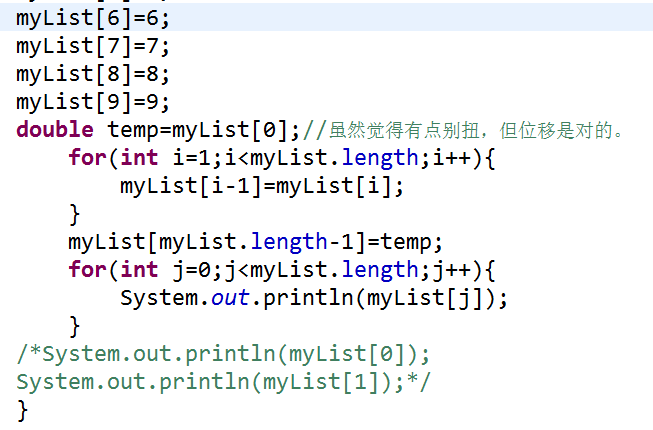 myList[6]=6;
myList[7]=7;
myList[8]=8;
myList[9]=9;
double temp=myList[0];//虽然觉得有点别扭，但位移是对的。
for(int i=1;i<myList.length;i++){
myList[i-1]=myList[i];
}
myList[myList.length-1]=temp;
for(int j=0;j<myList.length;j++){
System.out.println(myList[j]);
}
/*System.out.println(myList[0]);
System.out.println(myList[1]);*/
}